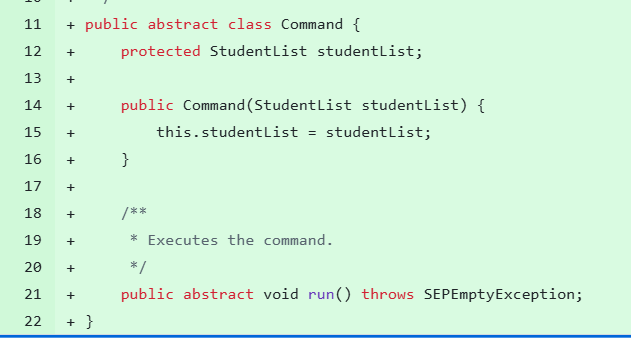 11 + public abstract class Command {
12 + protected StudentList studentList;
13 +
14 + public Command(StudentList studentList) {
15 + this.studentList = studentList;
16 + }
17 +
18 + /**
19 + * Executes the command.
20 + */
21 + public abstract void run() throws SEPEmptyException;
22 + }